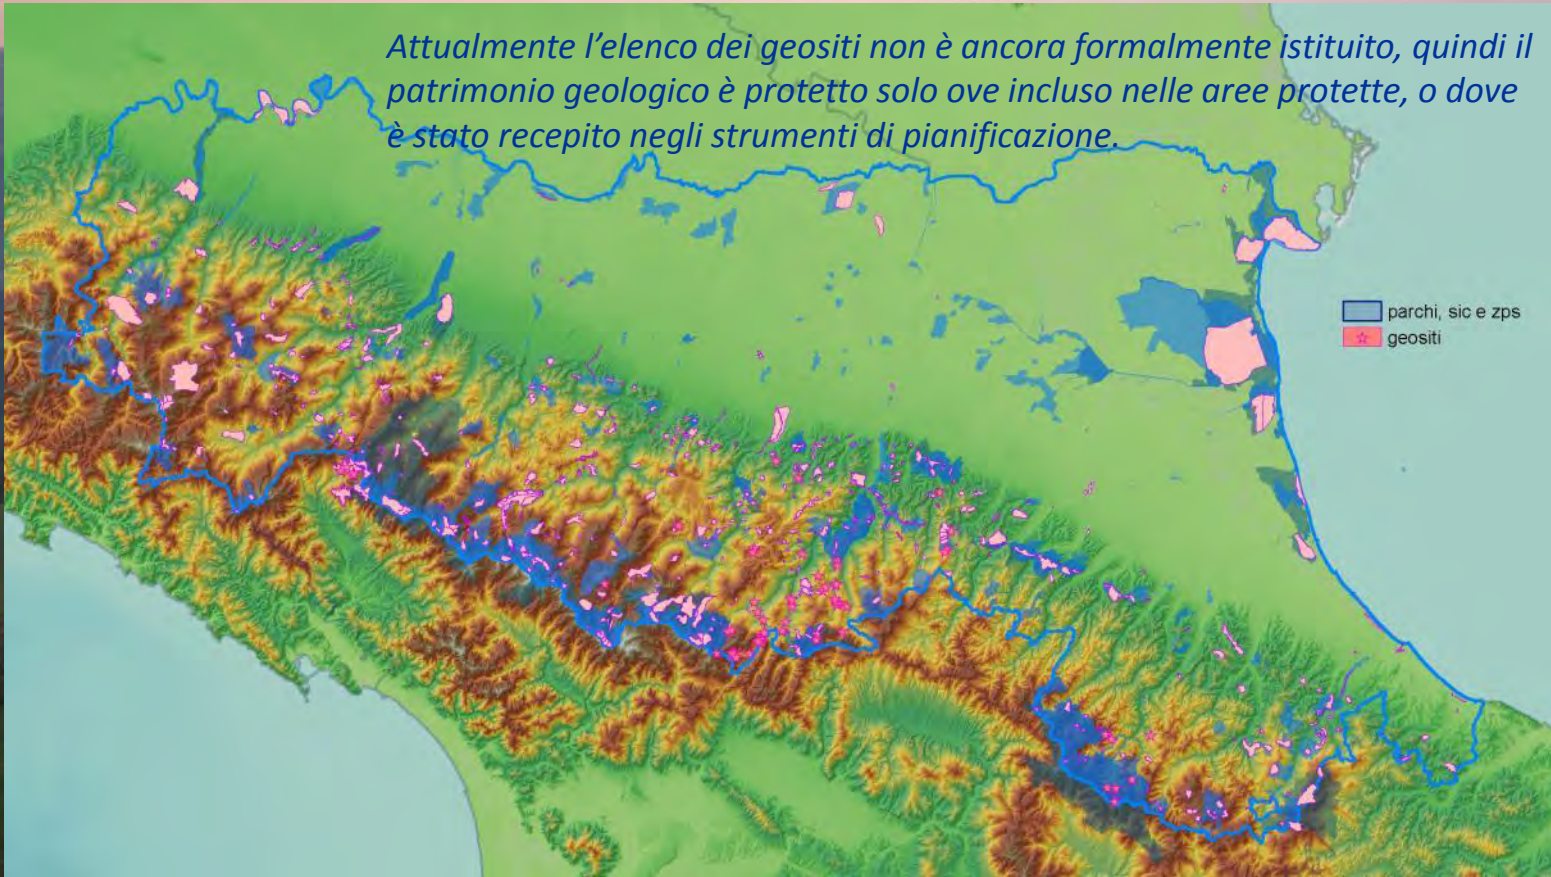 Attualmente l’elenco dei geositi non è ancora formalmente istituito, quindi il
patrimonio geologico è protetto solo ove incluso nelle aree protette, o dove
è stato recepito negli strumenti di pianificazione.
parchi, sic e zps
geositi